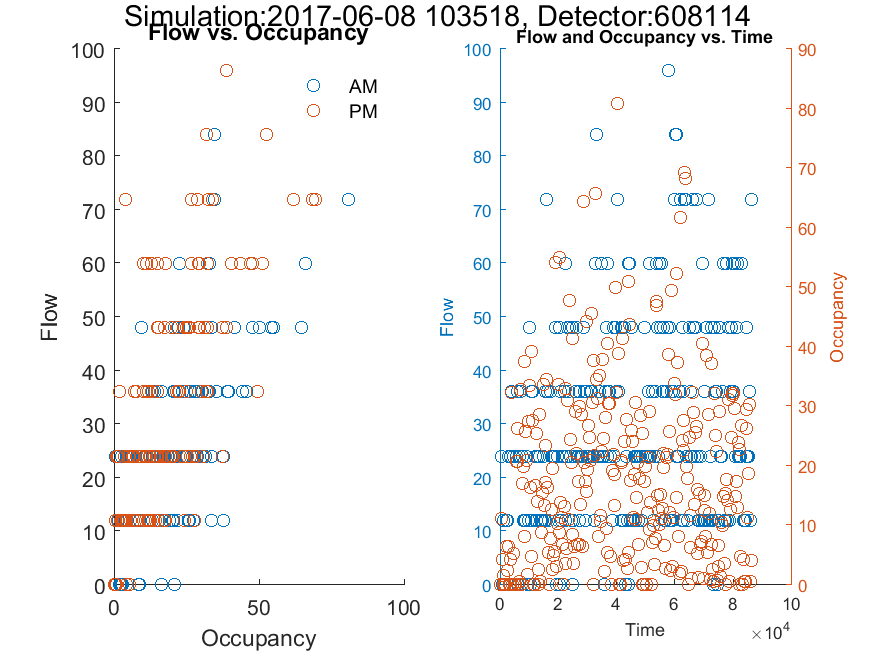 Simulation:2017-06-08 103518, Detector:608114
Flow vs. Occupancy
Flow
100
90
80
70
60
50
40
30
20
10
0
AM
PM
0 50 100
Occupancy
Flow and Occupancy vs. Time
Flow
100
90
80
70
60
50
40
30
20
10
0
90
80
70
60
50
40
30
20
10
0
Occupancy
0 2 4 6 8 10
Time
×10⁴